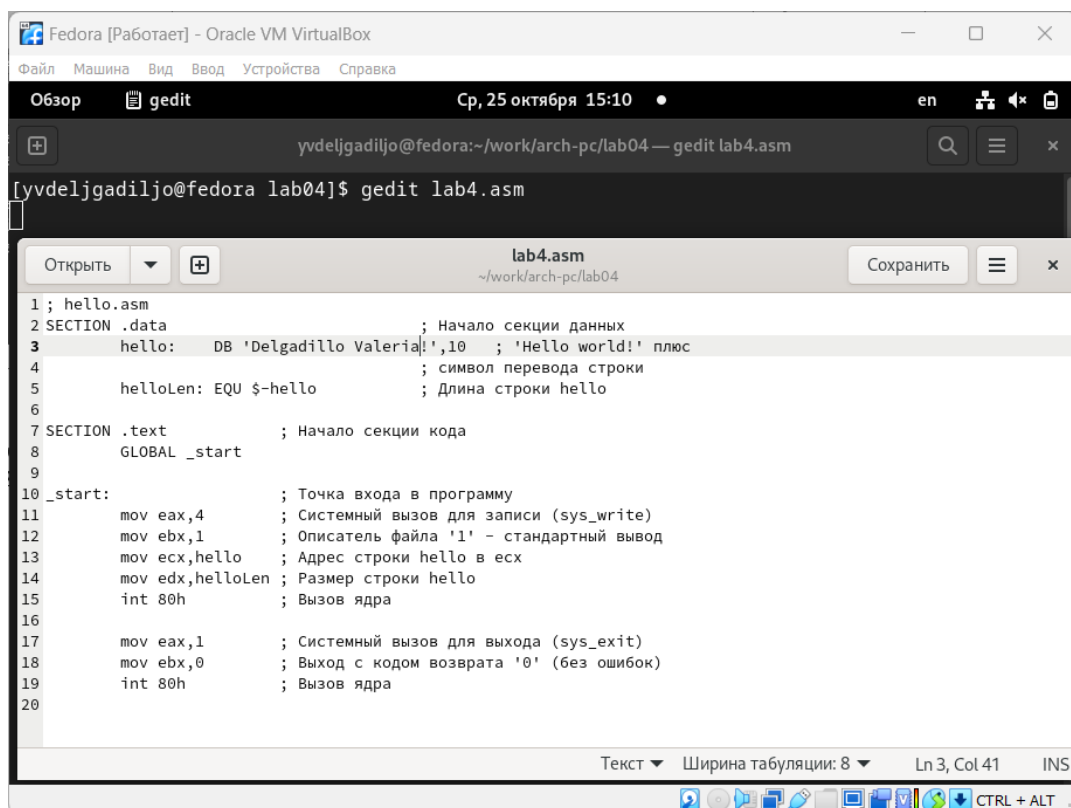 Fedora [Работает] - Oracle VM VirtualBox
Файл Машина Вид Ввод Устройства Справка
Обзор gedit Ср, 25 октября 15:10 en
yvdeljgadiljo@fedora:~/work/arch-pc/lab04 — gedit lab4.asm
[yvdeljgadiljo@fedora lab04]$ gedit lab4.asm
Открыть lab4.asm Сохранить
~/work/arch-pc/lab04
1 ; hello.asm
2 SECTION .data ; Начало секции данных
3 hello: DB 'Delgadillo Valeria!',10 ; 'Hello world!' плюс
4 ; символ перевода строки
5 helloLen: EQU $-hello ; Длина строки hello
6
7 SECTION .text ; Начало секции кода
8 GLOBAL _start
9
10 _start: ; Точка входа в программу
11 mov eax,4 ; Системный вызов для записи (sys_write)
12 mov ebx,1 ; Описатель файла '1' - стандартный вывод
13 mov ecx,hello ; Адрес строки hello в ecx
14 mov edx,helloLen ; Размер строки hello
15 int 80h ; Вызов ядра
16
17 mov eax,1 ; Системный вызов для выхода (sys_exit)
18 mov ebx,0 ; Выход с кодом возврата '0' (без ошибок)
19 int 80h ; Вызов ядра
20
Текст Ширина табуляции: 8 Ln 3, Col 41 INS
CTRL + ALT